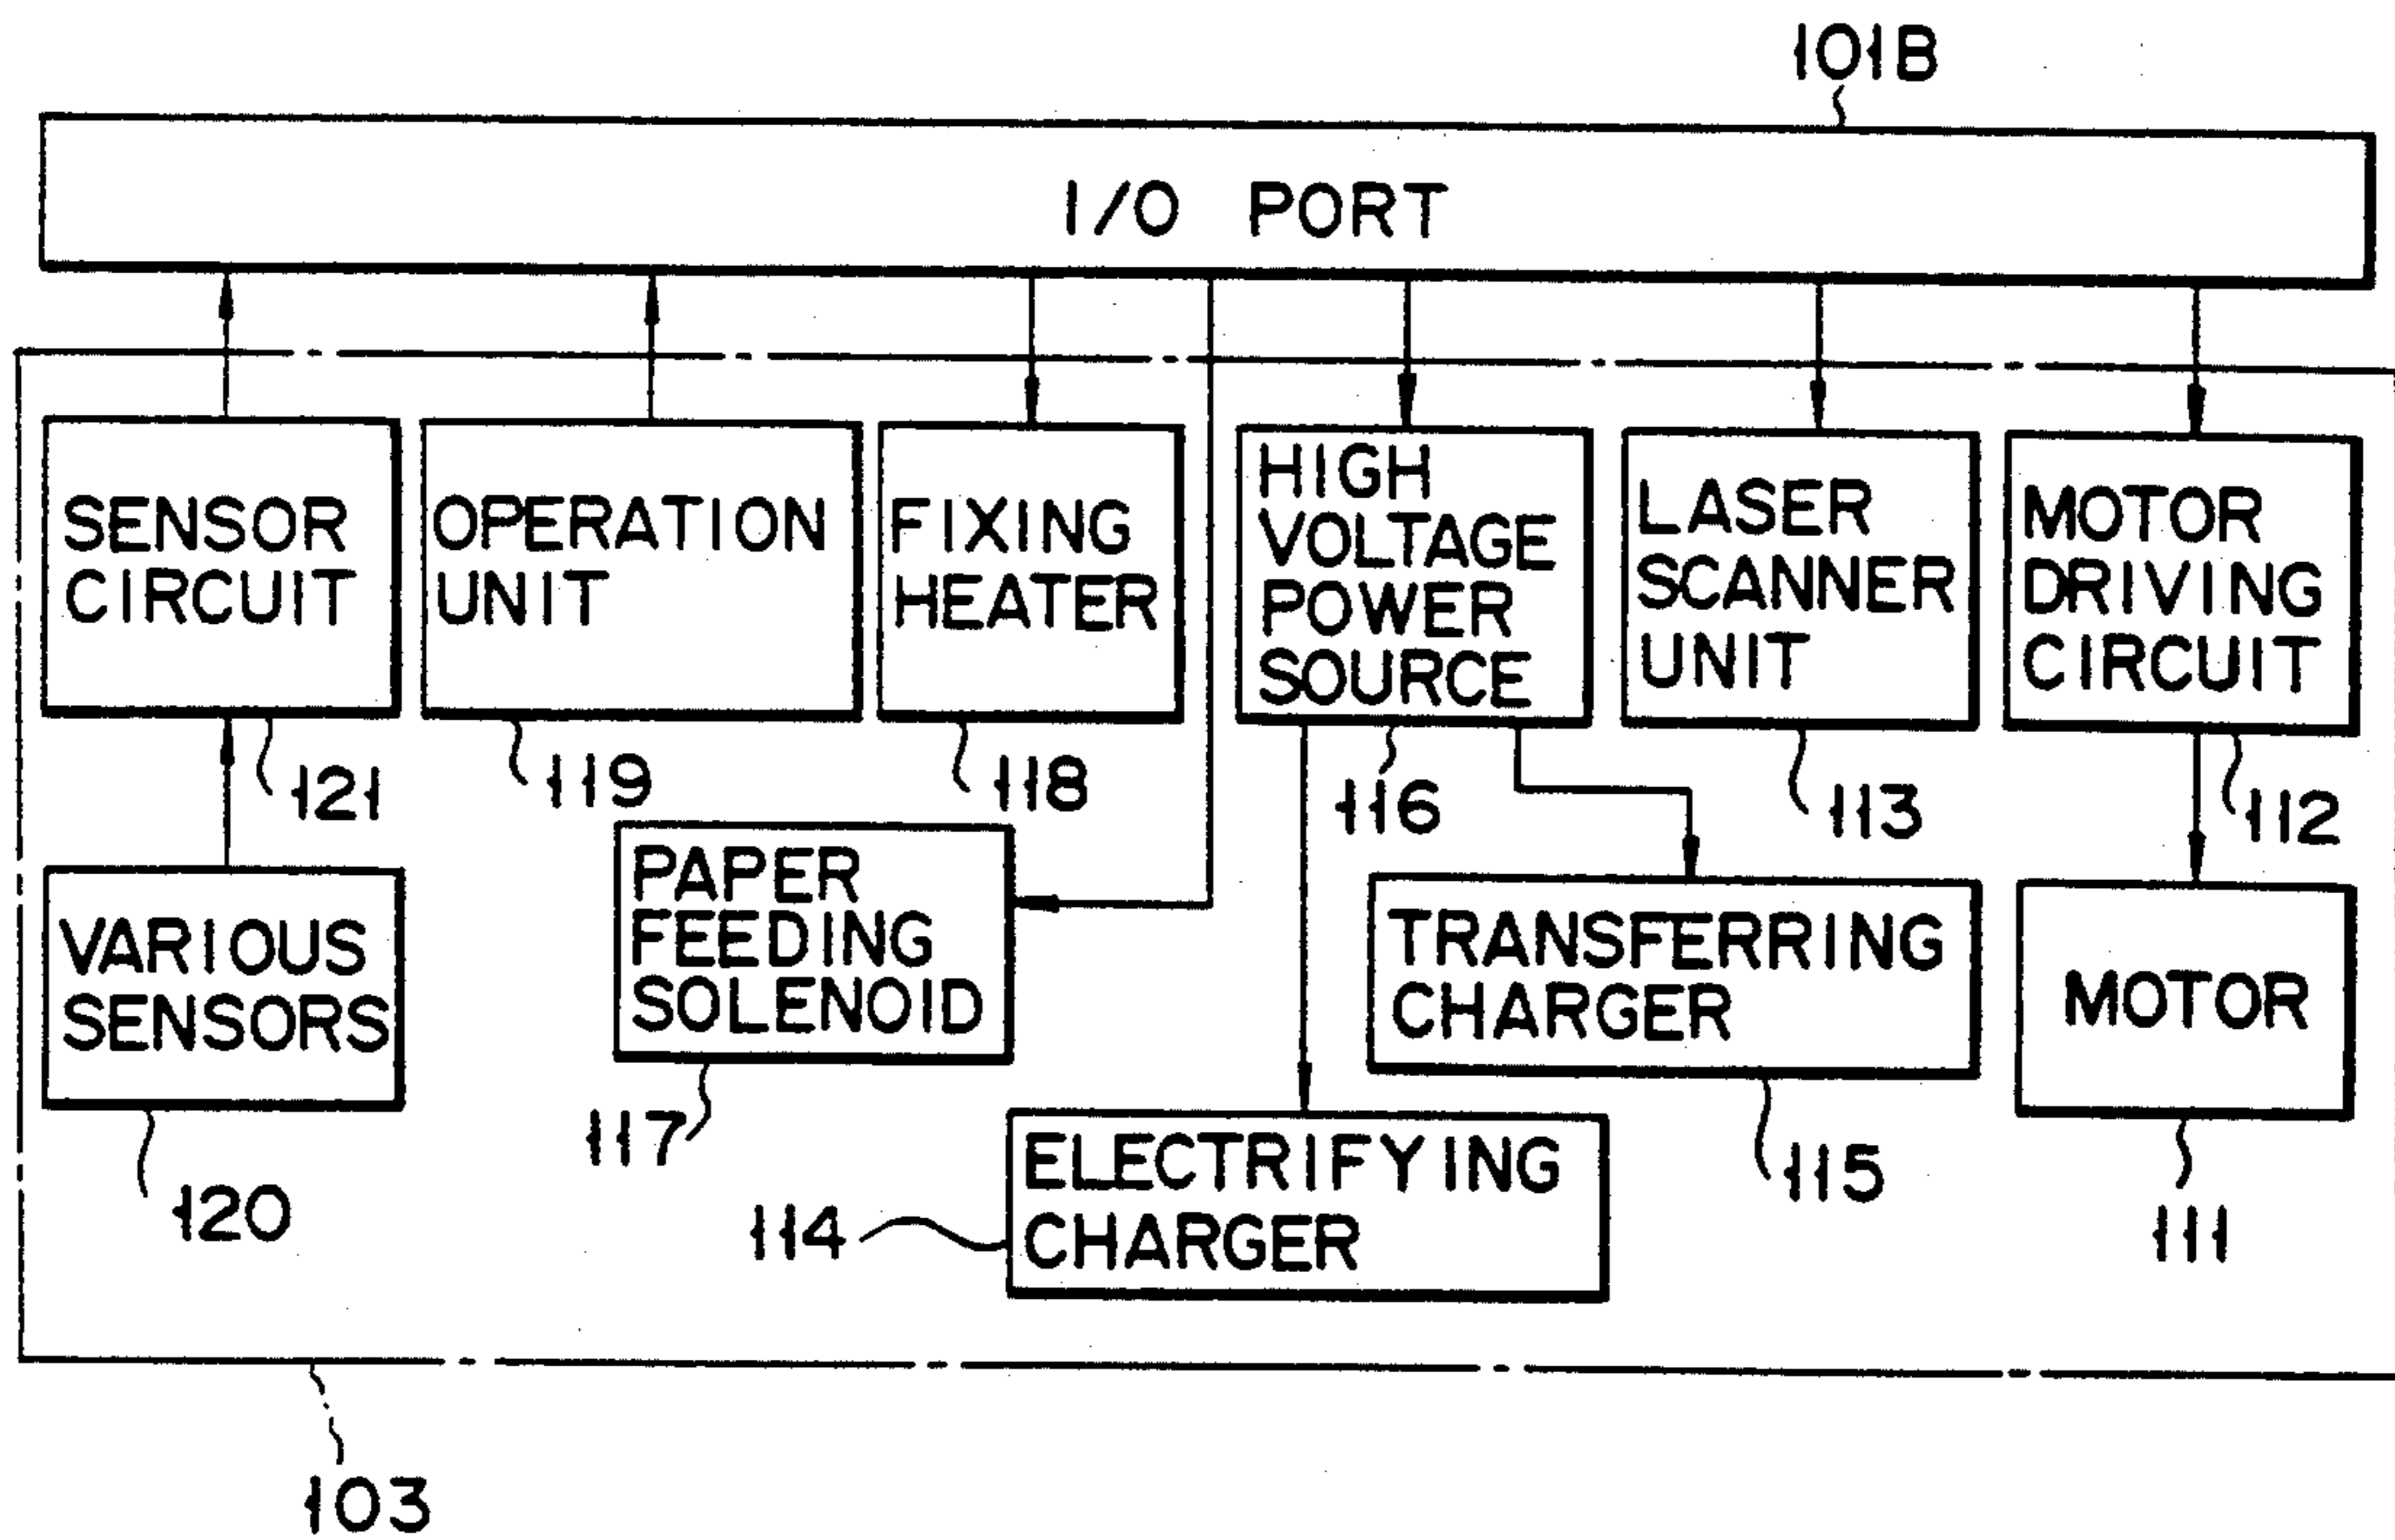 101B
I/O PORT
SENSOR
CIRCUIT
OPERATION
UNIT
FIXING
HEATER
HIGH
VOLTAGE
POWER
SOURCE
LASER
SCANNER
UNIT
MOTOR
DRIVING
CIRCUIT
121
119
118
116
113
112
VARIOUS
SENSORS
PAPER
FEEDING
SOLENOID
TRANSFERRING
CHARGER
MOTOR
120
117
ELECTRIFYING
CHARGER
114
115
111
103